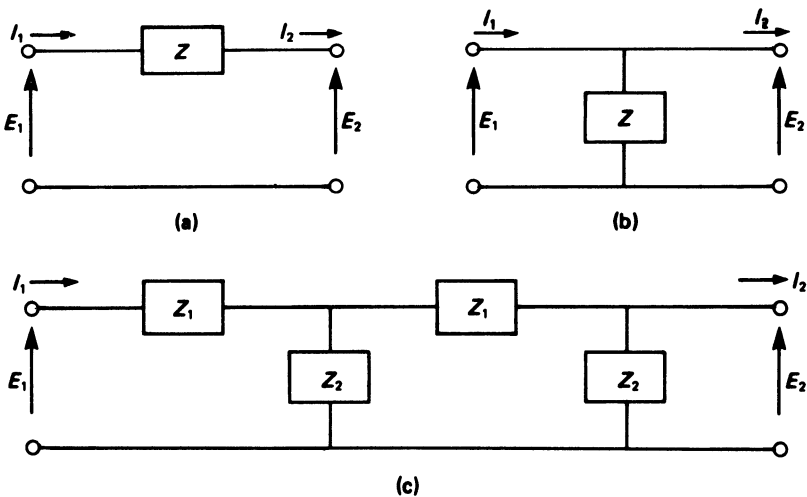 I₁ I₂
Z
E₁ E₂
(a)
I₁ I₂
Z
E₁ E₂
(b)
I₁ I₂
Z₁ Z₁
Z₂ Z₂
E₁ E₂
(c)